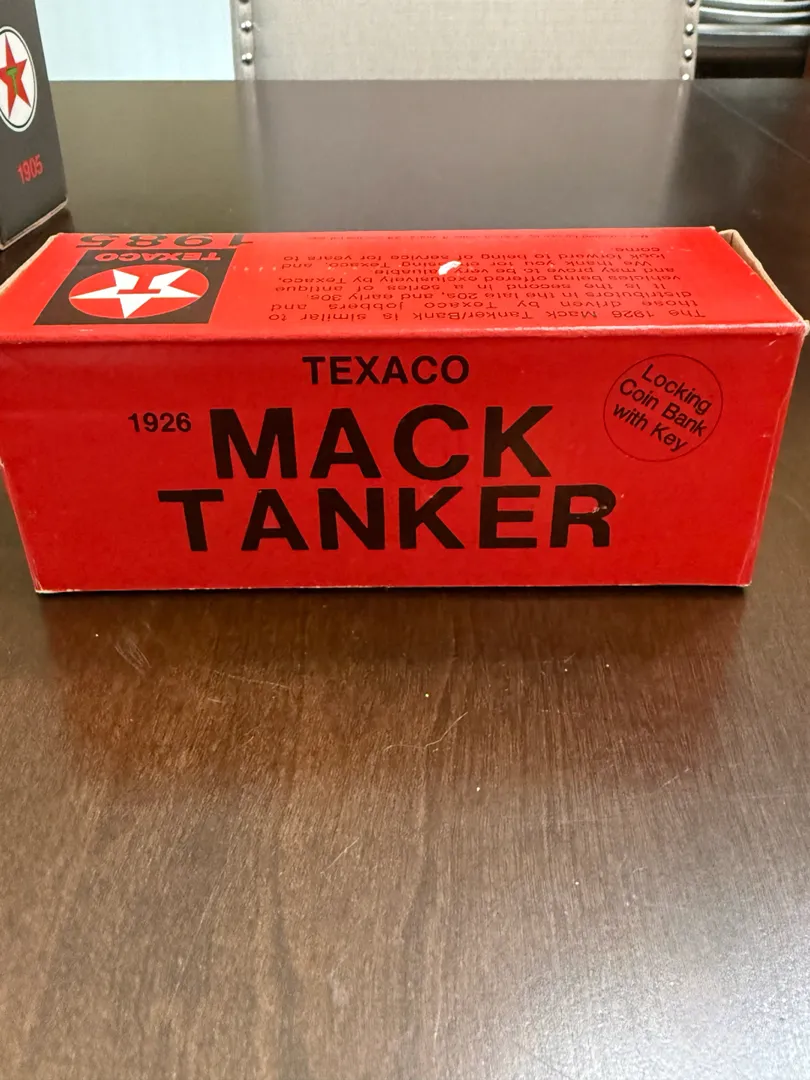 1905
1985
TEXACO
T
The 1926 Mack Tanker/Bank is similar to
those driven by Texaco Jobbers and
distributors in the late 20s, and early 30s.
It is the second in a series of antique
vehicles being offered exclusively by Texaco,
and may prove to be very valuable.
We thank you for choosing Texaco, and
look forward to being of service for years to
come.
TEXACO
1926
MACK
TANKER
Locking
Coin Bank
with Key